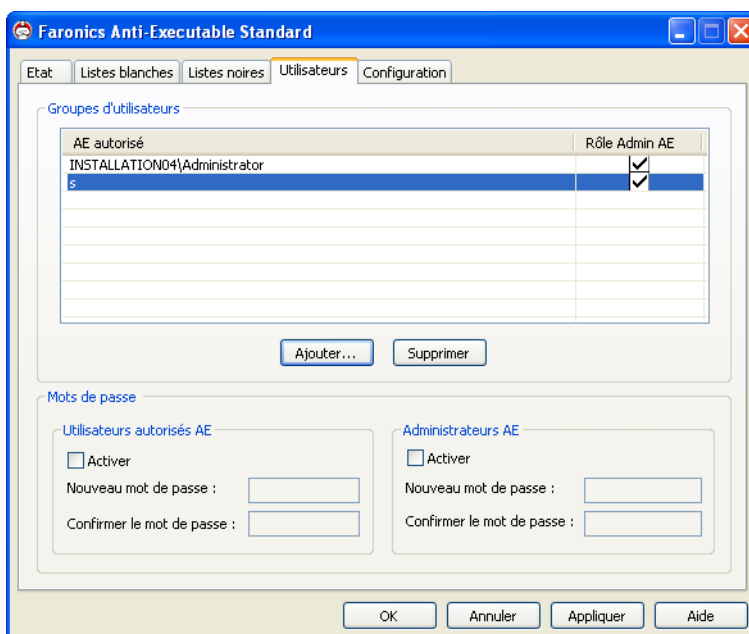 Faronics Anti-Executable Standard
Etat Listes blanches Listes noires Utilisateurs Configuration
Groupes d'utilisateurs
AE autorisé Rôle Admin AE
INSTALLATION04\Administrator
s
Ajouter... Supprimer
Mots de passe
Utilisateurs autorisés AE Administrateurs AE
Activer Activer
Nouveau mot de passe : Nouveau mot de passe :
Confirmer le mot de passe : Confirmer le mot de passe :
OK Annuler Appliquer Aide